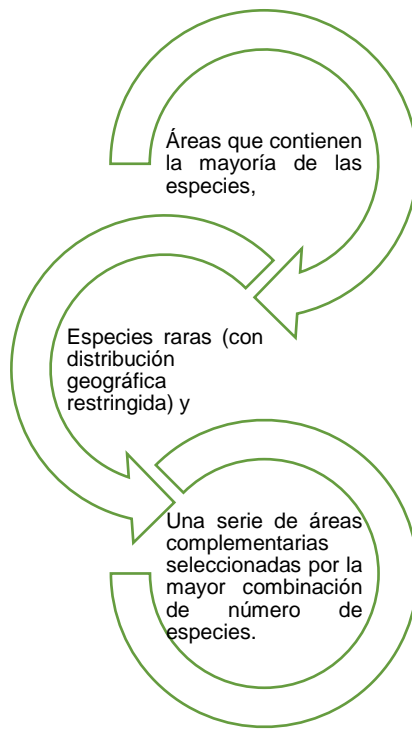 Áreas que contienen
la mayoría de las
especies,
Especies raras (con
distribución
geográfica
restringida) y
Una serie de áreas
complementarias
seleccionadas por la
mayor combinación
de número de
especies.